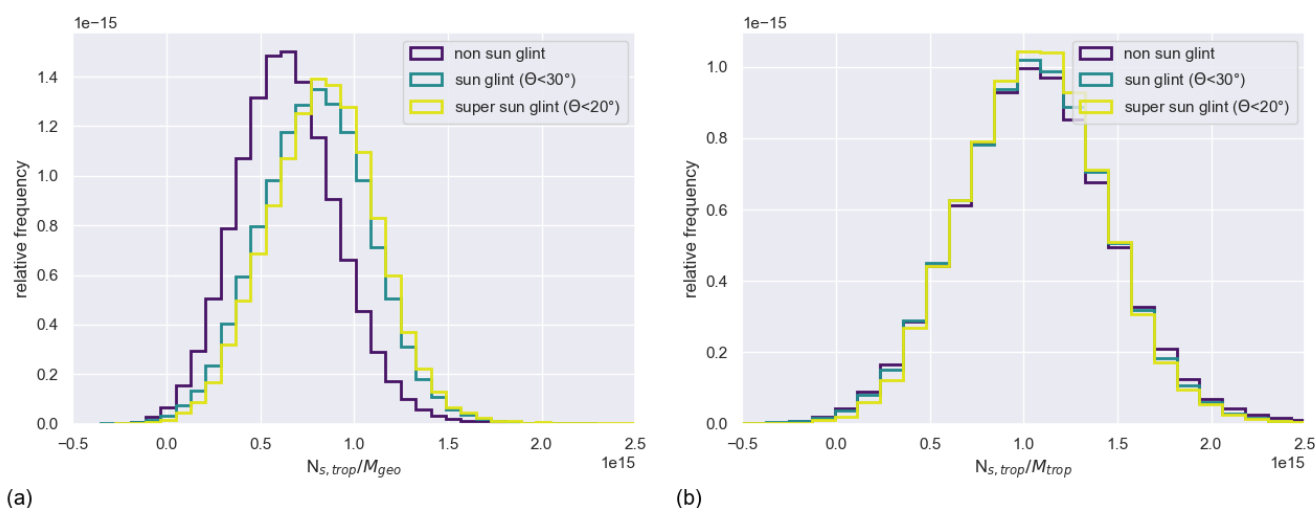 1e−15
non sun glint
sun glint (Θ<30°)
super sun glint (Θ<20°)
relative frequency
1.4
1.2
1.0
0.8
0.6
0.4
0.2
0.0
−0.5 0.0 0.5 1.0 1.5 2.0 2.5
1e15
N_{s, trop}/M_{geo}
(a)
1e−15
non sun glint
sun glint (Θ<30°)
super sun glint (Θ<20°)
relative frequency
1.0
0.8
0.6
0.4
0.2
0.0
−0.5 0.0 0.5 1.0 1.5 2.0 2.5
1e15
N_{s, trop}/M_{trop}
(b)